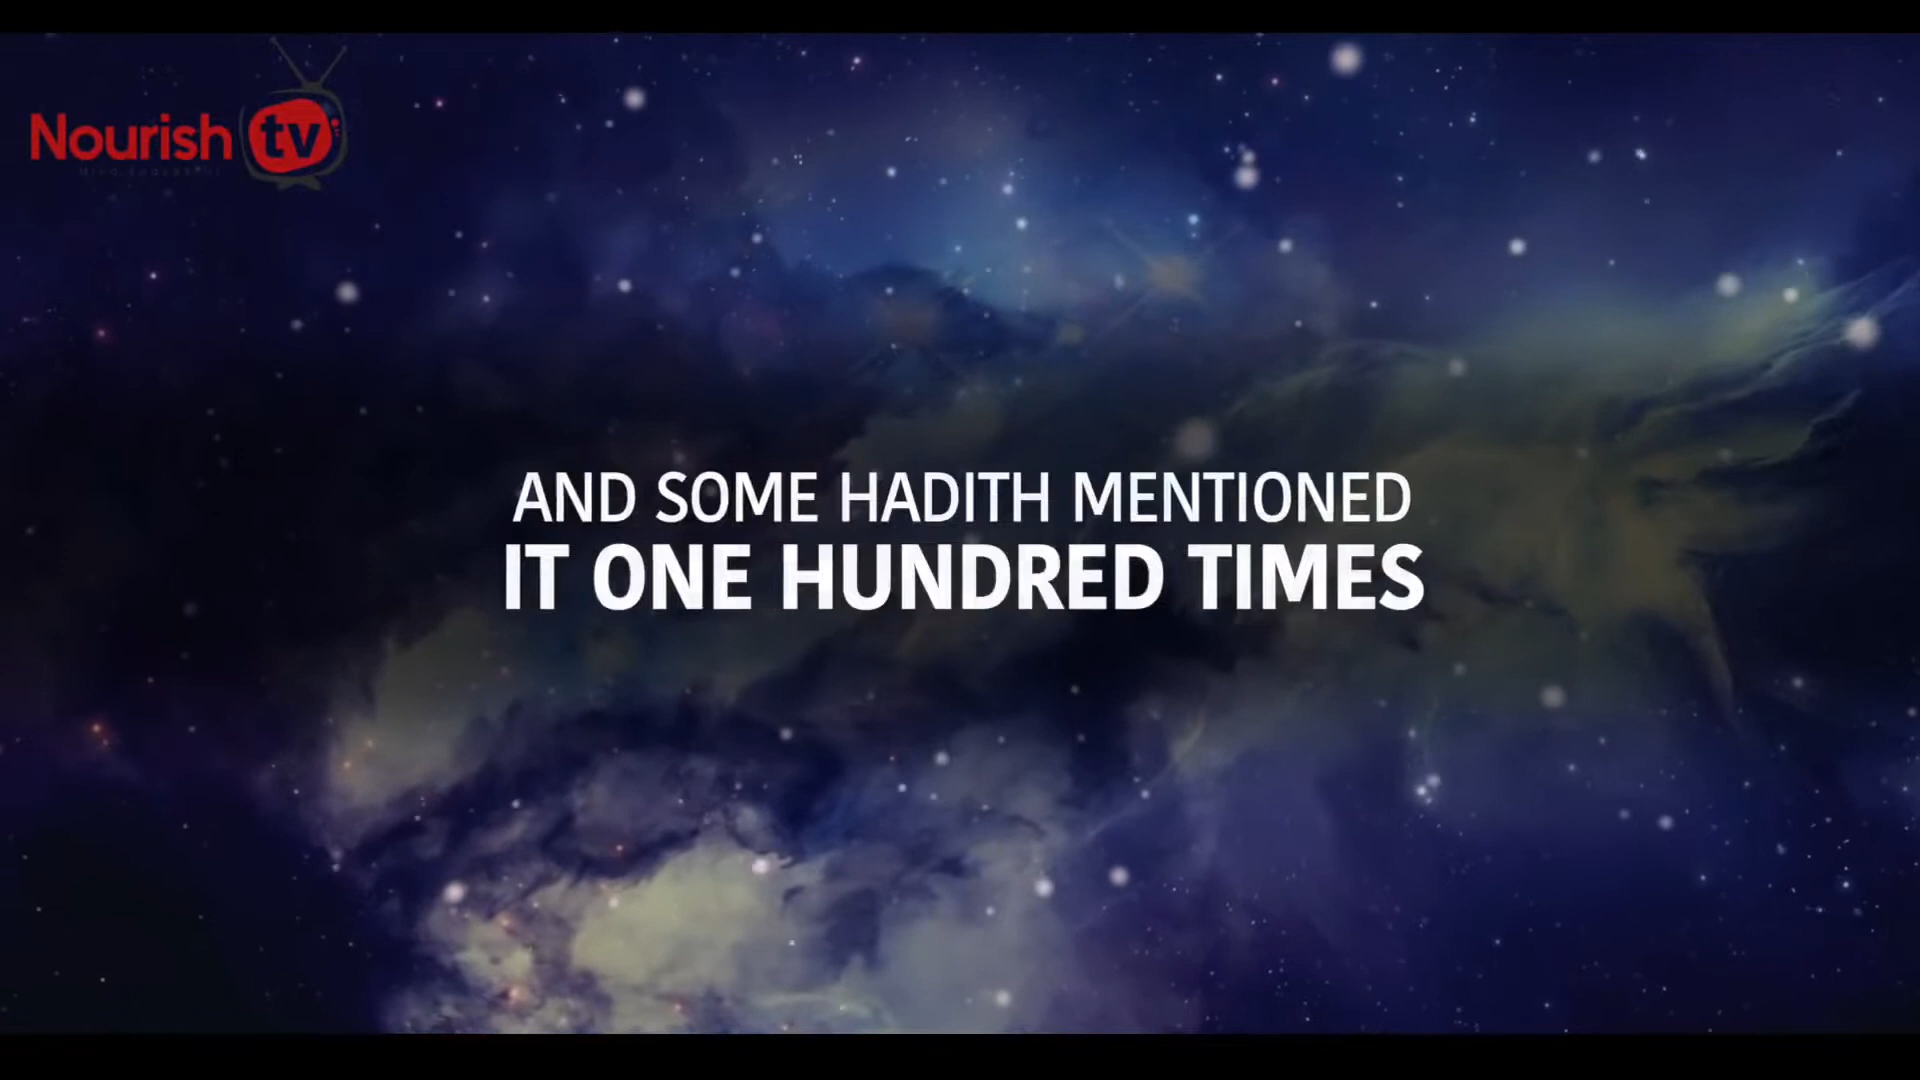 Nourish tv
AND SOME HADITH MENTIONED
IT ONE HUNDRED TIMES